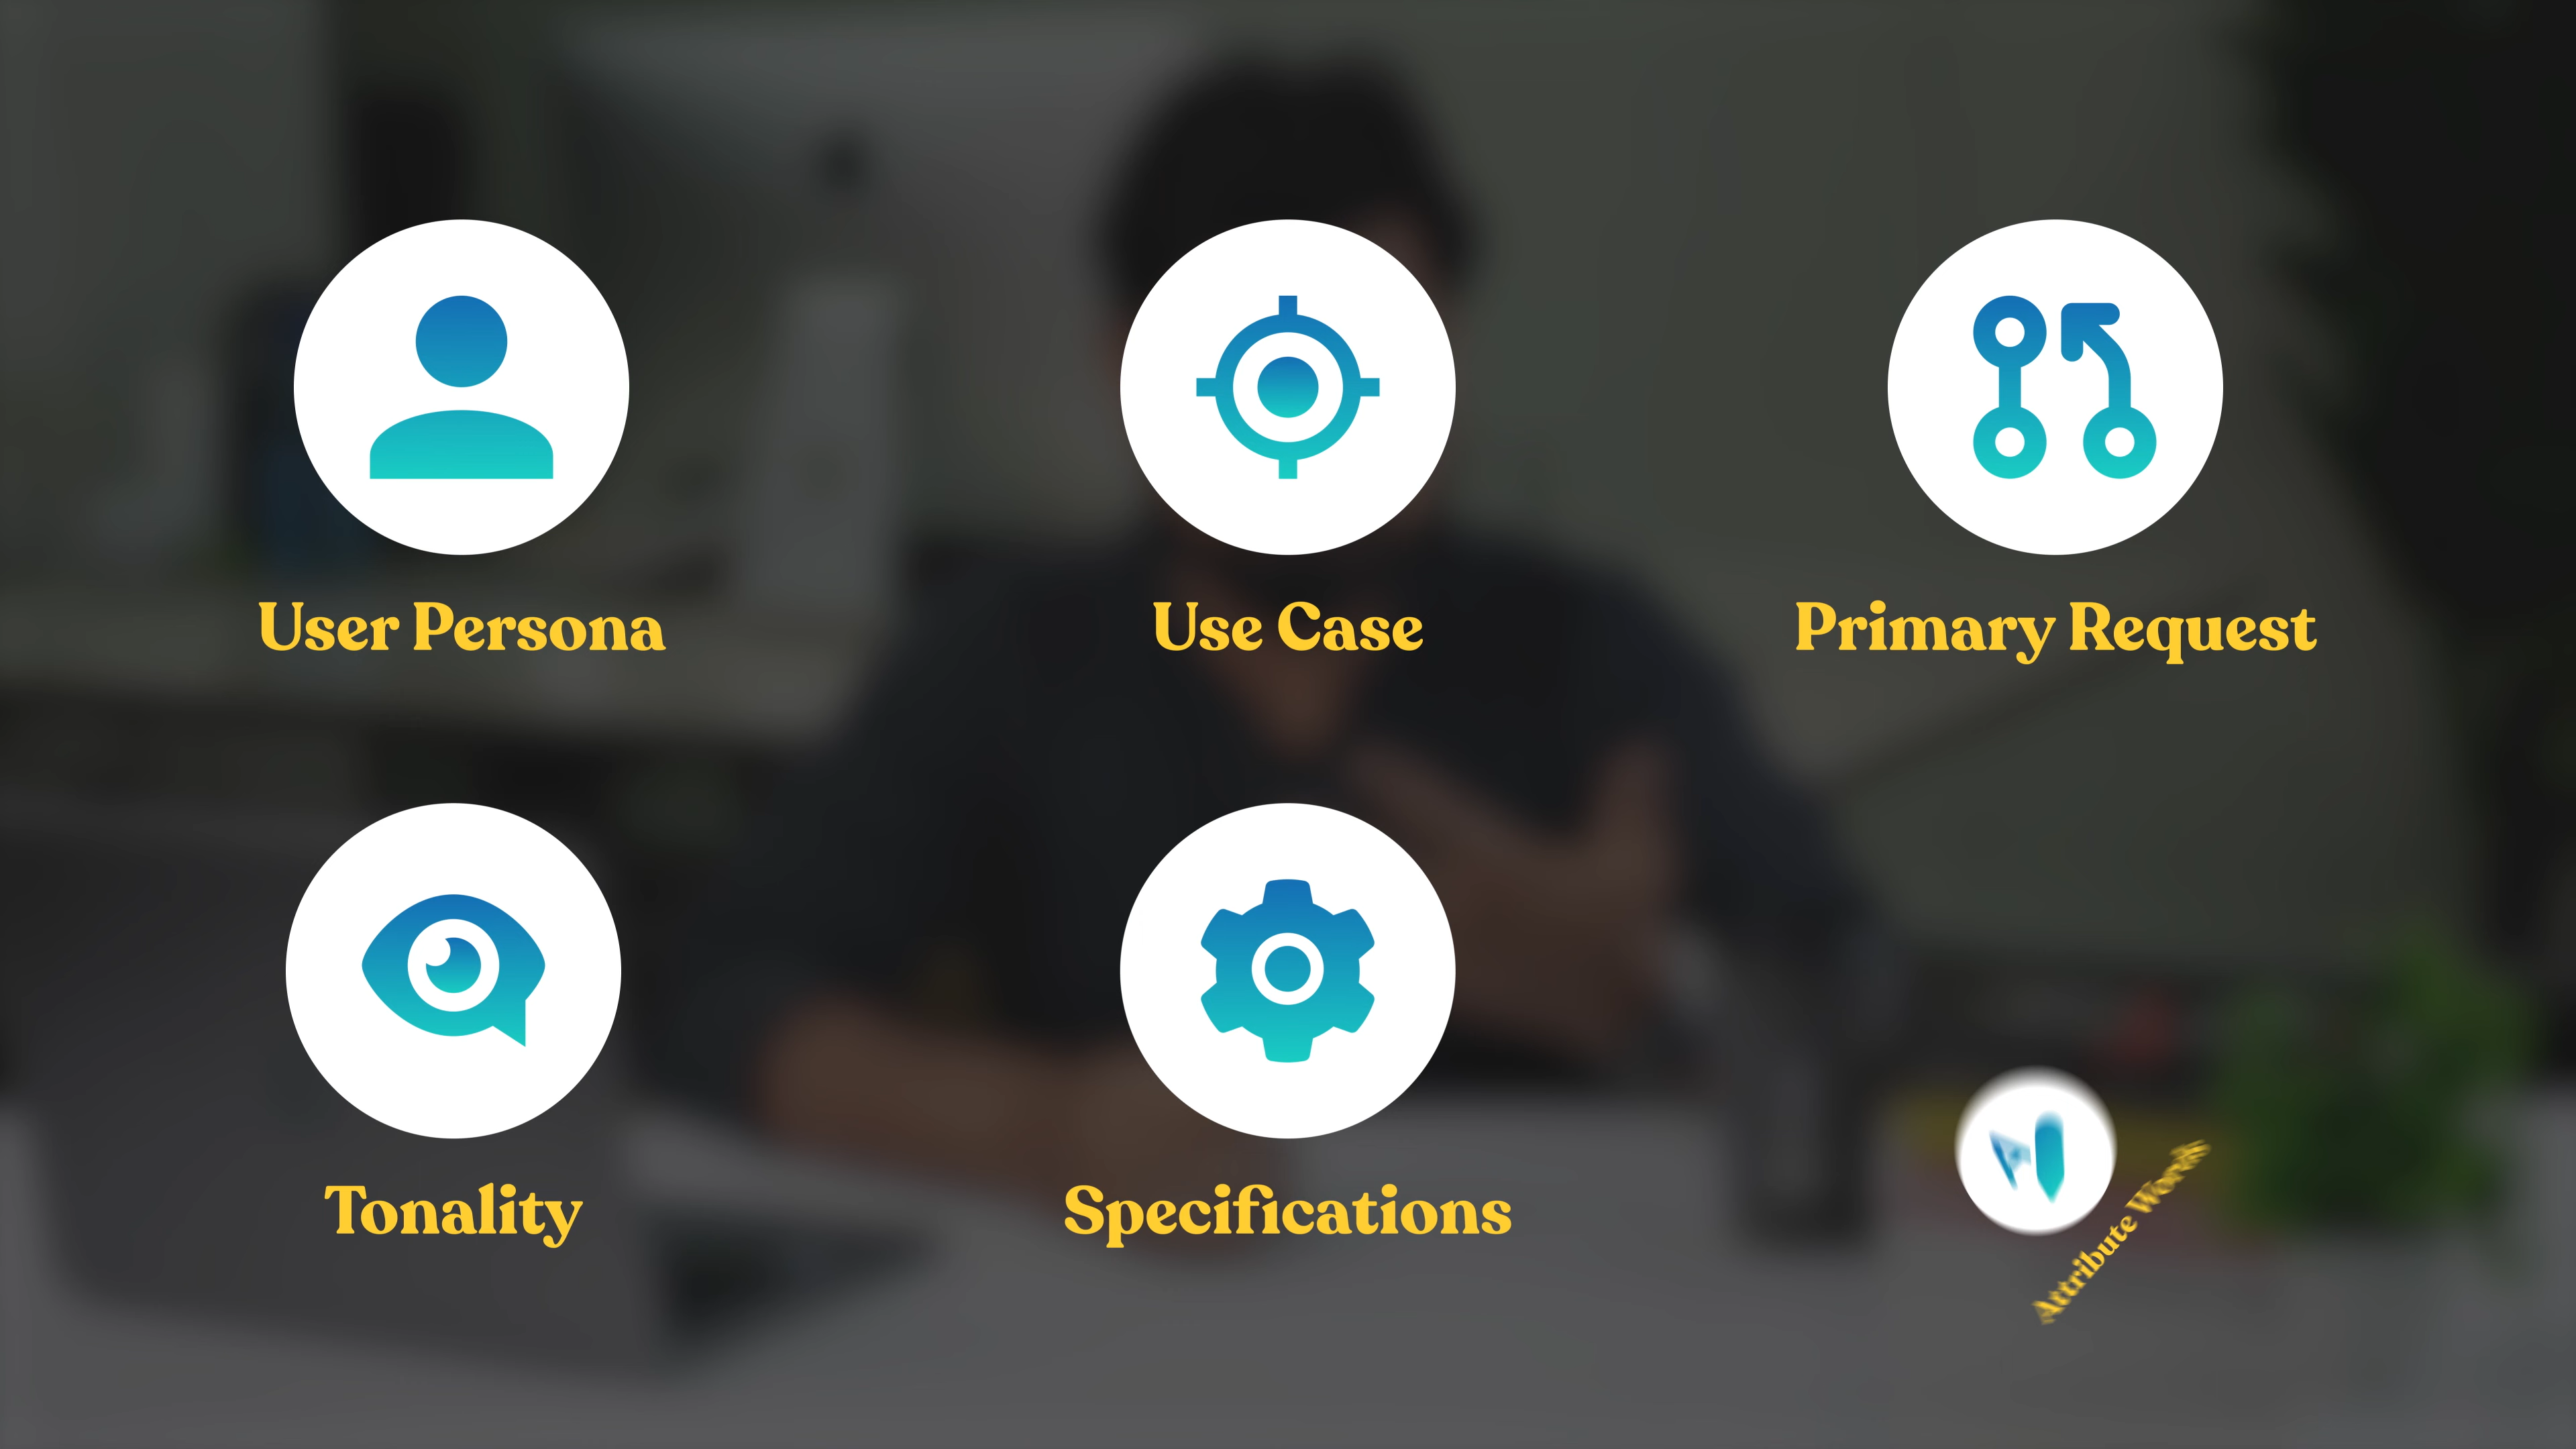 User Persona
Use Case
Primary Request
Tonality
Specifications
Attribute Words